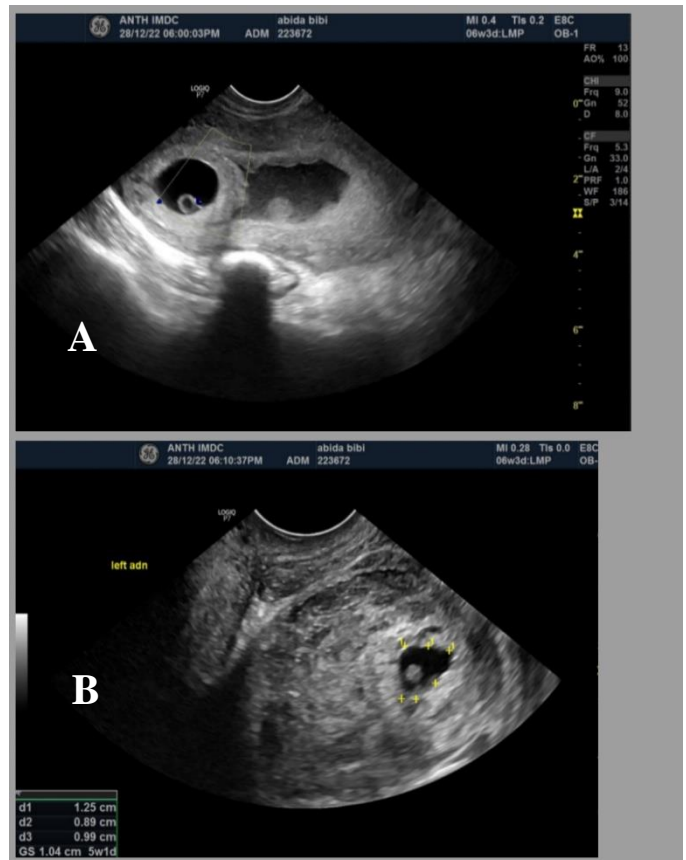 ANTH IMDC abida bibi MI 0.4 TIs 0.2 E8C
28/12/22 06:00:03PM ADM 223672 06w3d:LMP OB-1
FR 13
AO% 100
CHI
Frq 9.0
Gn 52
D 8.0
CF
Frq 5.3
Gn 33.0
L/A 2/4
PRF 1.0
WF 186
S/P 3/14
LOGIQ
P7
0
2
4
6
8
A
ANTH IMDC abida bibi MI 0.28 TIs 0.0 E8C
28/12/22 06:10:37PM ADM 223672 06w3d:LMP OB-
LOGIQ
P7
left adn
B
d1 1.25 cm
d2 0.89 cm
d3 0.99 cm
GS 1.04 cm 5w1d